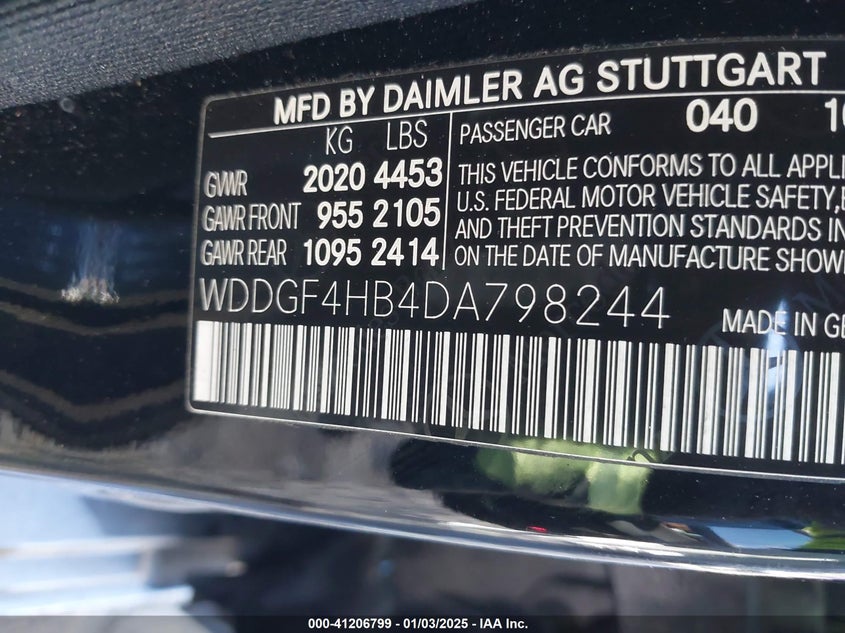 MFD BY DAIMLER AG STUTTGART
KG LBS
GVWR 2020 4453
GAWR FRONT 955 2105
GAWR REAR 1095 2414
PASSENGER CAR 040 10
THIS VEHICLE CONFORMS TO ALL APPLI
U.S. FEDERAL MOTOR VEHICLE SAFETY,
AND THEFT PREVENTION STANDARDS IN
ON THE DATE OF MANUFACTURE SHOW
WDDGF4HB4DA798244
MADE IN GE
000-41206799 - 01/03/2025 - IAA Inc.